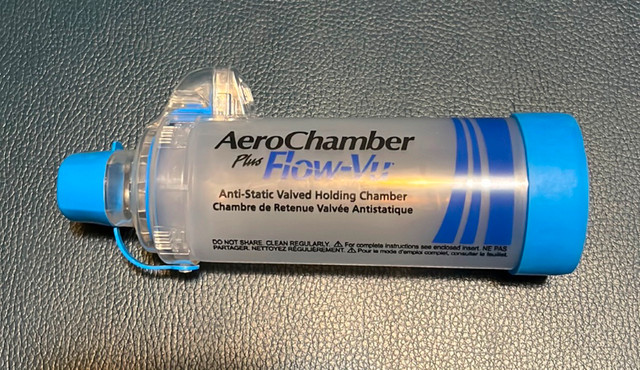 AeroChamber
Plus Flow-Vu
Anti-Static Valved Holding Chamber
Chambre de Retenue Valvée Antistatique
DO NOT SHARE. CLEAN REGULARLY. ⚠ For complete instructions see enclosed insert. NE PAS
PARTAGER. NETTOYEZ RÉGULIÈREMENT. ⚠ Pour le mode d'emploi complet, consulter le feuillet.